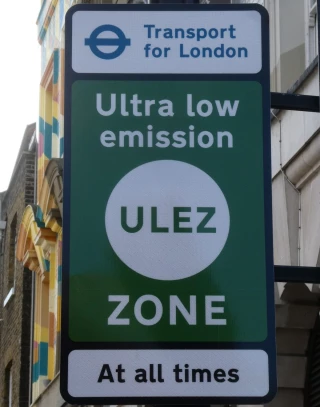 Transport
for London
Ultra low
emission
ULEZ
ZONE
At all times